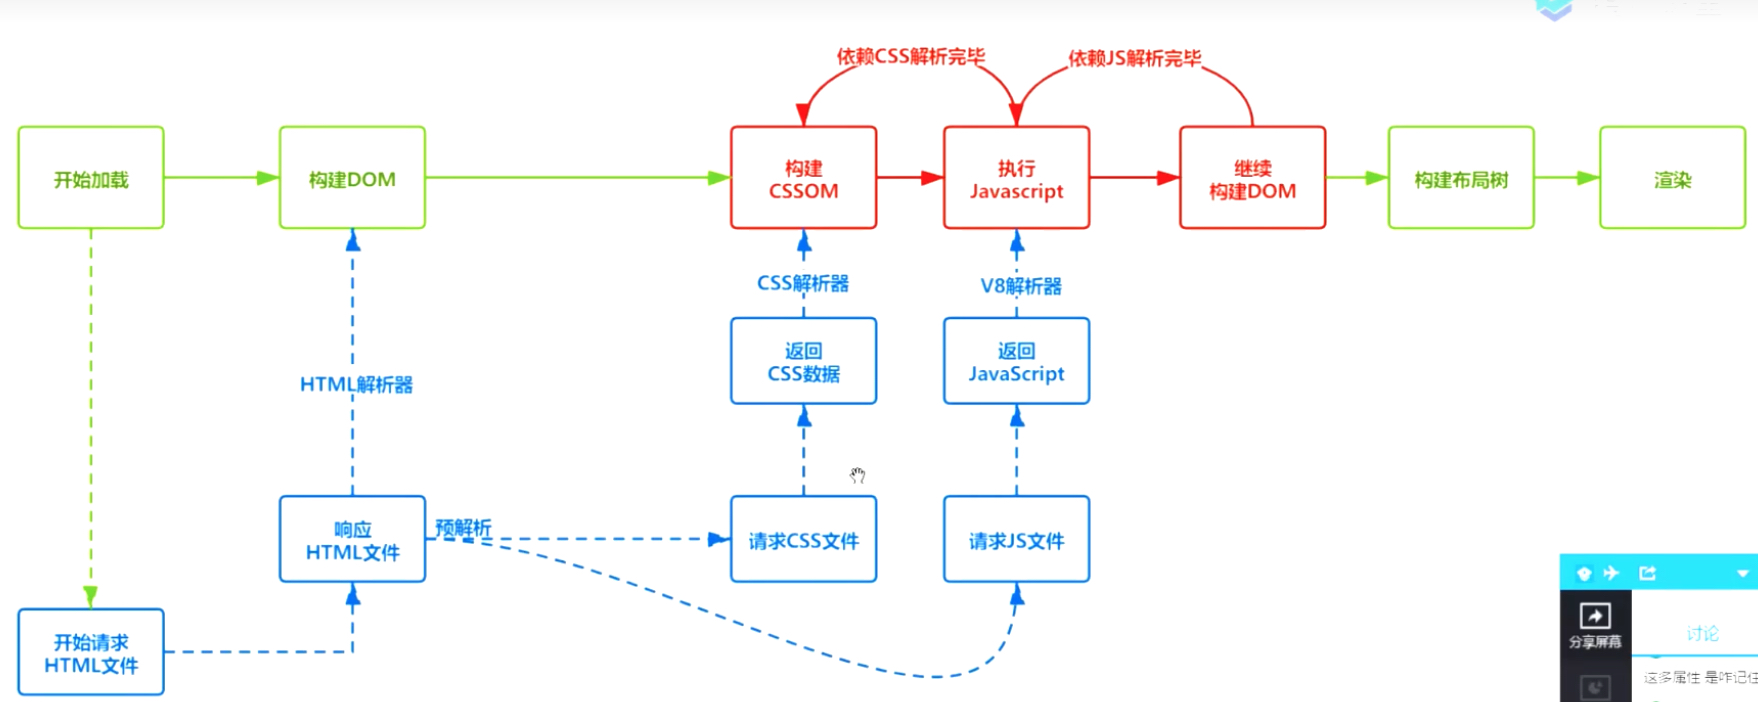 依赖CSS解析完毕
依赖JS解析完毕
开始加载
构建DOM
构建
CSSOM
执行
Javascript
继续
构建DOM
构建布局树
渲染
CSS解析器
V8解析器
返回
CSS数据
返回
JavaScript
HTML解析器
响应
HTML文件
预解析
请求CSS文件
请求JS文件
开始请求
HTML文件
分享屏幕
讨论
这多属性 是咋记住